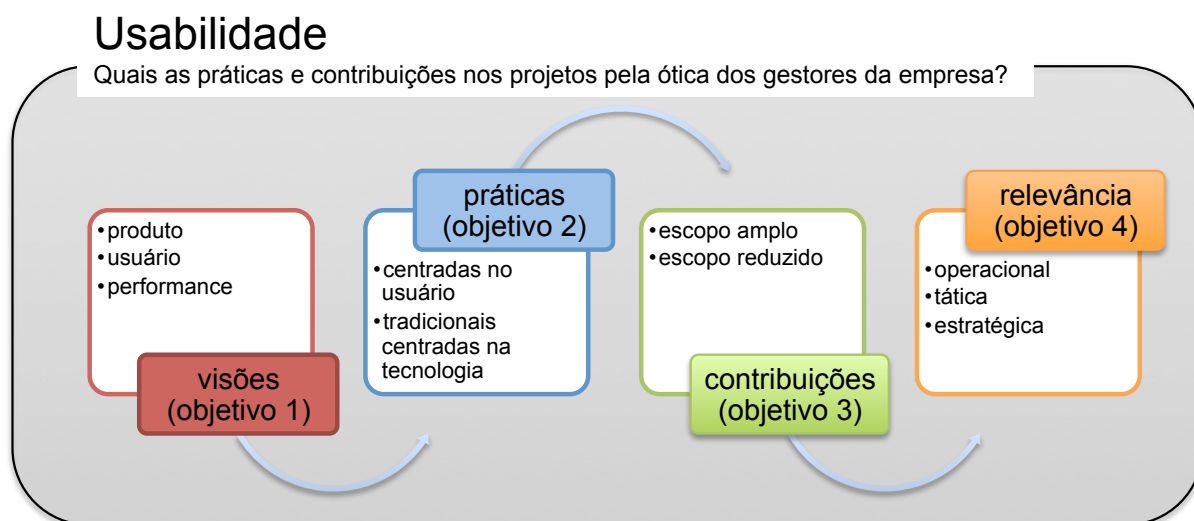 Usabilidade
Quais as práticas e contribuições nos projetos pela ótica dos gestores da empresa?
•produto
•usuário
•performance
visões
(objetivo 1)
práticas
(objetivo 2)
•centradas no
usuário
•tradicionais
centradas na
tecnologia
•escopo amplo
•escopo reduzido
contribuições
(objetivo 3)
relevância
(objetivo 4)
•operacional
•tática
•estratégica